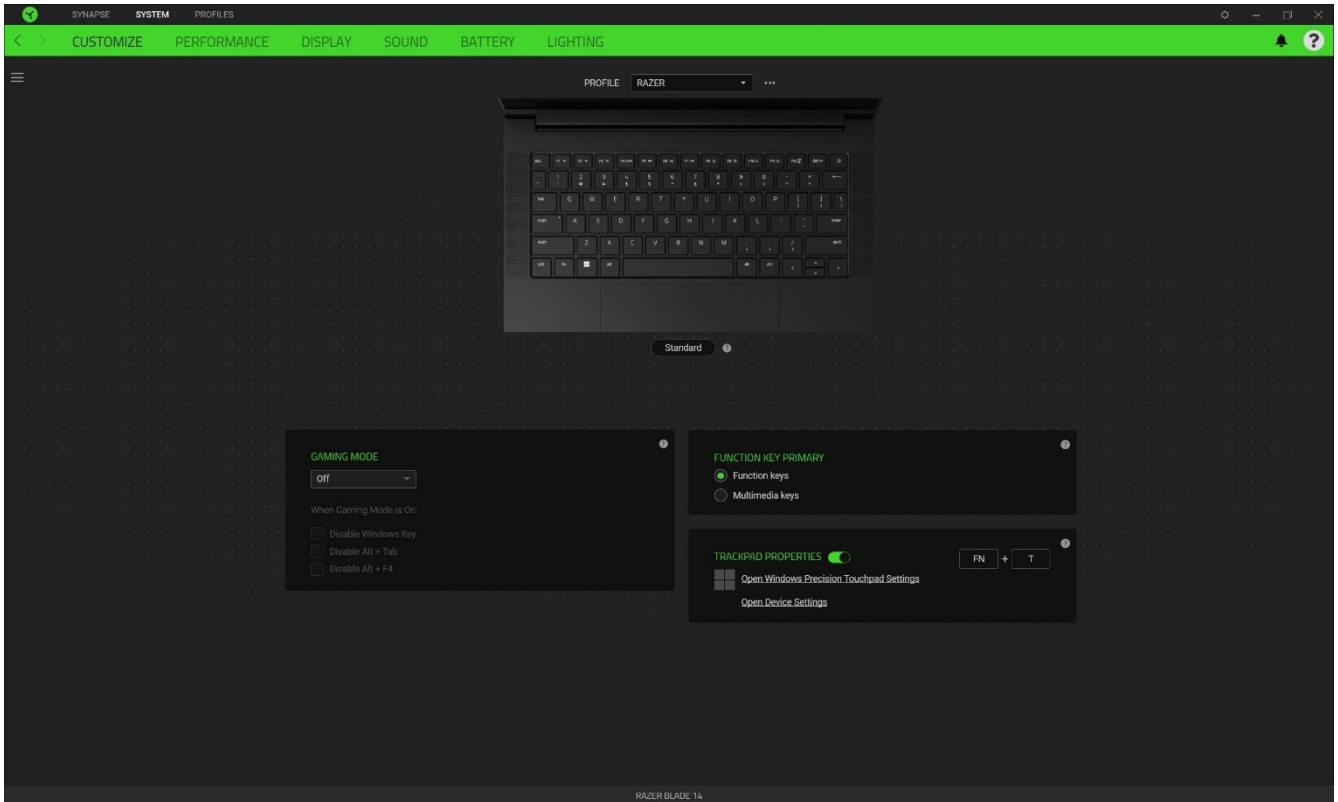 SYNAPSE SYSTEM PROFILES
CUSTOMIZE PERFORMANCE DISPLAY SOUND BATTERY LIGHTING
PROFILE RAZER
tab Q W E R T Y U I O P
A S D F G H J K L
Z X C V B N M
Standard
GAMING MODE
Off
When Gaming Mode is On:
Disable Windows Key
Disable Alt + Tab
Disable Alt + F4
FUNCTION KEY PRIMARY
Function keys
Multimedia keys
TRACKPAD PROPERTIES FN + T
Open Windows Precision Touchpad Settings
Open Device Settings
RAZER BLADE 14